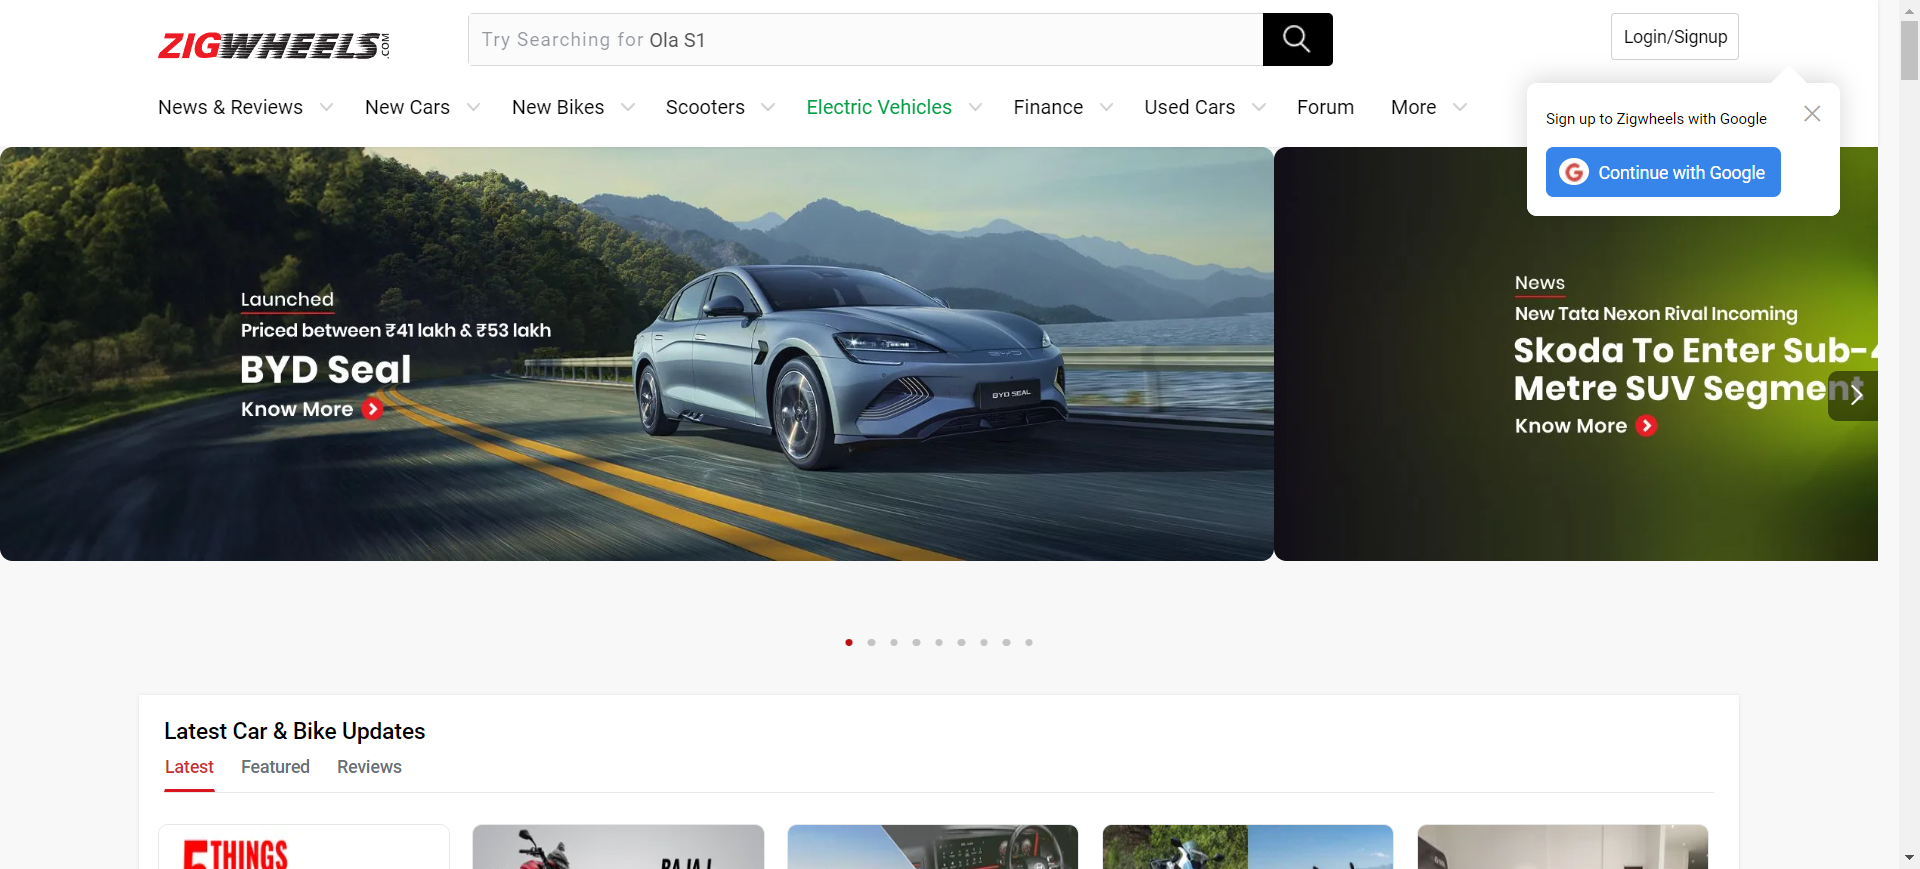 ZIGWHEELS.COM
Try Searching for Ola S1
Login/Signup
News & Reviews
New Cars
New Bikes
Scooters
Electric Vehicles
Finance
Used Cars
Forum
More
Sign up to Zigwheels with Google
G Continue with Google
Launched
Priced between ₹41 lakh & ₹53 lakh
BYD Seal
Know More
BYD
BYD SEAL
News
New Tata Nexon Rival Incoming
Skoda To Enter Sub-4
Metre SUV Segment
Know More
Latest Car & Bike Updates
Latest
Featured
Reviews
5 THINGS
BAJAJ